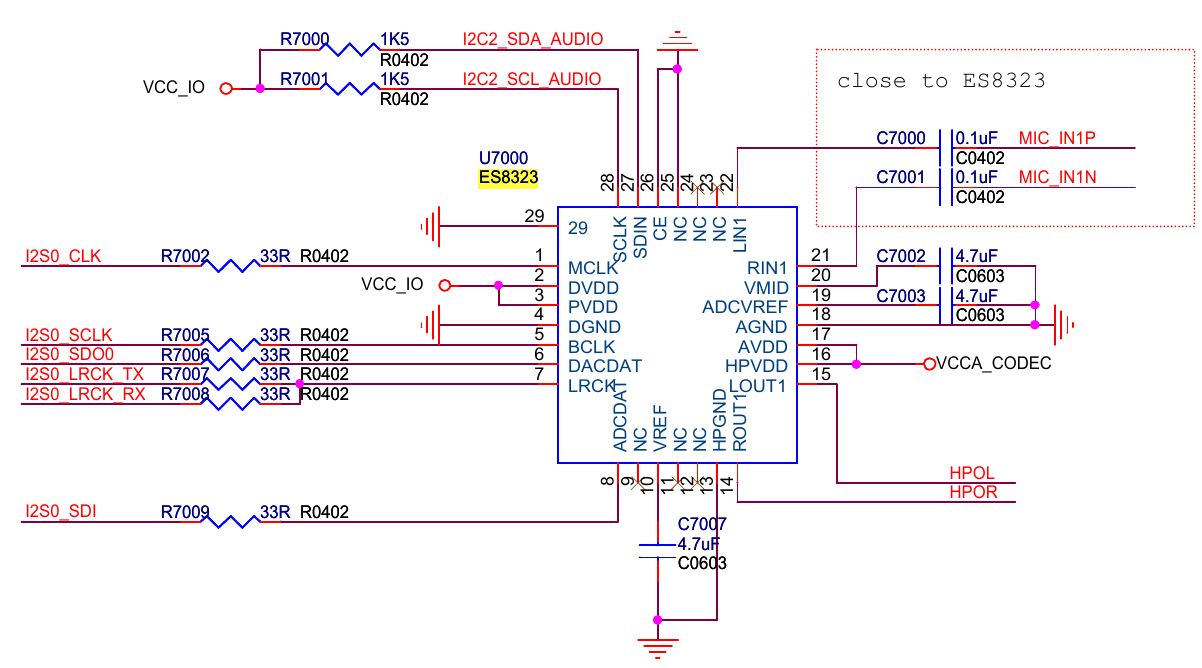 R7000 1K5 I2C2_SDA_AUDIO
R0402
R7001 1K5 I2C2_SCL_AUDIO
VCC_IO
R0402
close to ES8323
C7000 0.1uF MIC_IN1P
C0402
C7001 0.1uF MIC_IN1N
C0402
U7000
ES8323
28 27 26 25 24 23 22
SCLK SDIN CE NC NC NC LIN1
29 29
I2S0_CLK R7002 33R R0402 1 MCLK
VCC_IO 2 DVDD
3 PVDD
4 DGND
I2S0_SCLK R7005 33R R0402 5 BCLK
I2S0_SDO0 R7006 33R R0402 6 DACDAT
I2S0_LRCK_TX R7007 33R R0402 7 LRCK
I2S0_LRCK_RX R7008 33R R0402
RIN1 21
VMID 20 C7002 4.7uF
C0603
ADCVREF 19 C7003 4.7uF
C0603
AGND 18
AVDD 17
HPVDD 16 VCCA_CODEC
LOUT1 15
ADCDAT NC VREF NC NC HPGND ROUT1
8 9 10 11 12 13 14
HPOL
HPOR
I2S0_SDI R7009 33R R0402
C7007
4.7uF
C0603